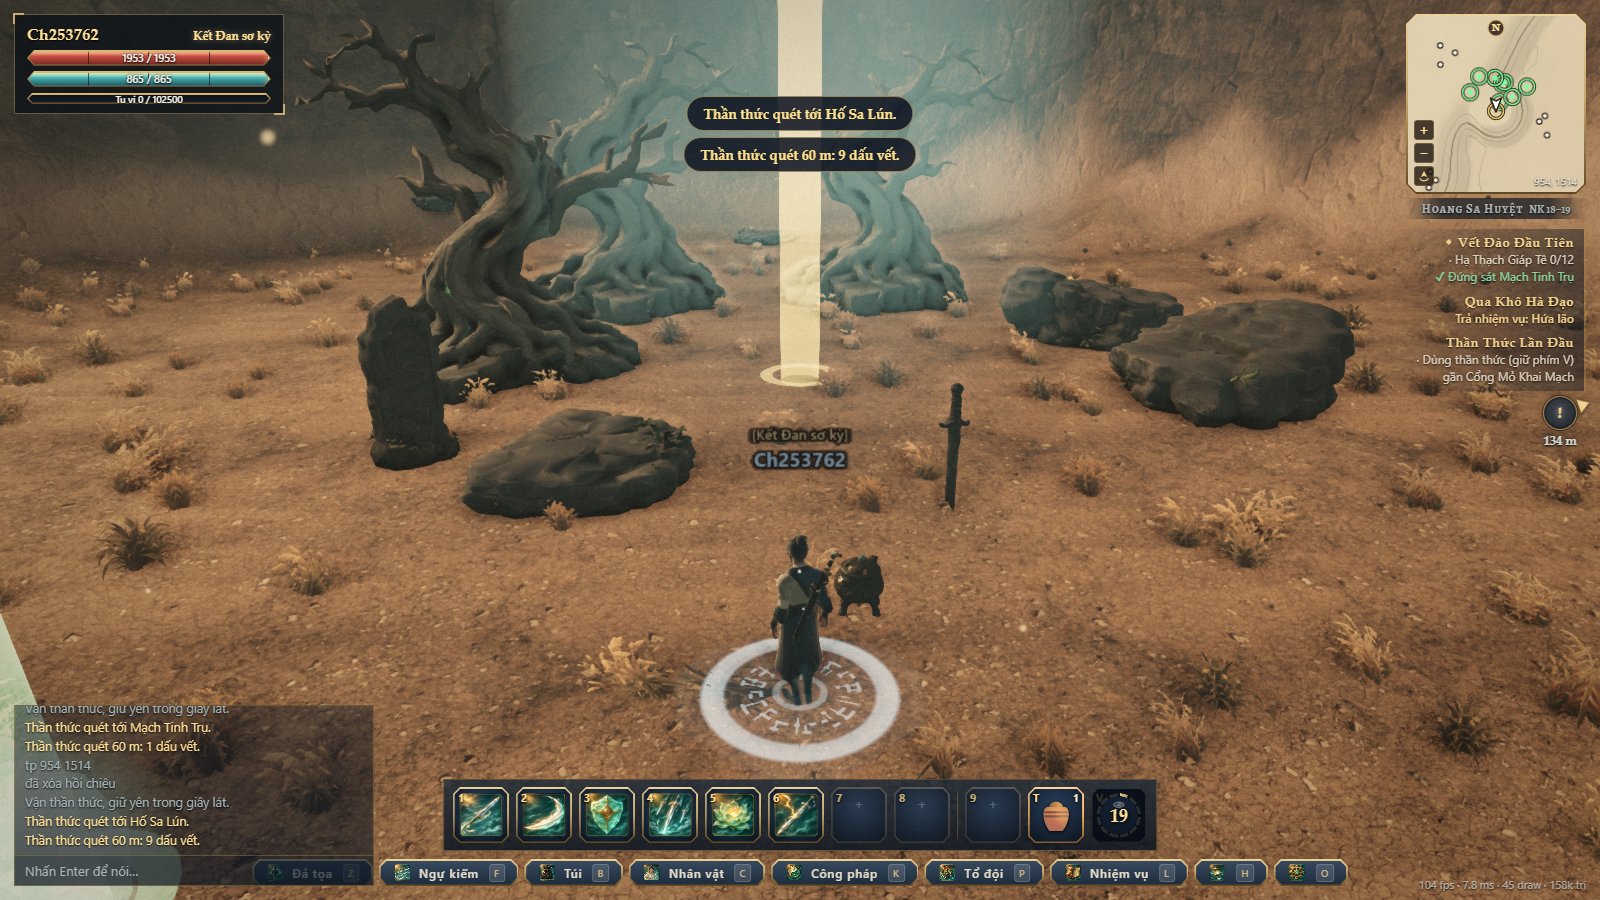 Ch253762
Kết Đan sơ kỳ
1953 / 1953
865 / 865
Tu vi 0 / 102500
Thần thức quét tới Hố Sa Lún.
Thần thức quét 60 m: 9 dấu vết.
N
+
−
954, 1514
Hoang Sa Huyệt NK 18–19
Vết Đào Đầu Tiên
· Hạ Thạch Giáp Tê 0/12
✓ Đứng sát Mạch Tinh Trụ
Qua Khô Hà Đạo
Trả nhiệm vụ: Hứa lão
Thần Thức Lần Đầu
· Dùng thần thức (giữ phím V)
gần Cổng Mỏ Khai Mạch
!
134 m
[Kết Đan sơ kỳ]
Ch253762
Vận thần thức, giữ yên trong giây lát.
Thần thức quét tới Mạch Tinh Trụ.
Thần thức quét 60 m: 1 dấu vết.
tp 954 1514
đã xóa hồi chiêu
Vận thần thức, giữ yên trong giây lát.
Thần thức quét tới Hố Sa Lún.
Thần thức quét 60 m: 9 dấu vết.
Nhấn Enter để nói...
1 2 3 4 5 6 7 8 9 T 1
19
Đả tọa Z
Ngự kiếm F
Túi B
Nhân vật C
Công pháp K
Tổ đội P
Nhiệm vụ L
H
O
104 fps · 7.8 ms · 45 draw · 158k tri